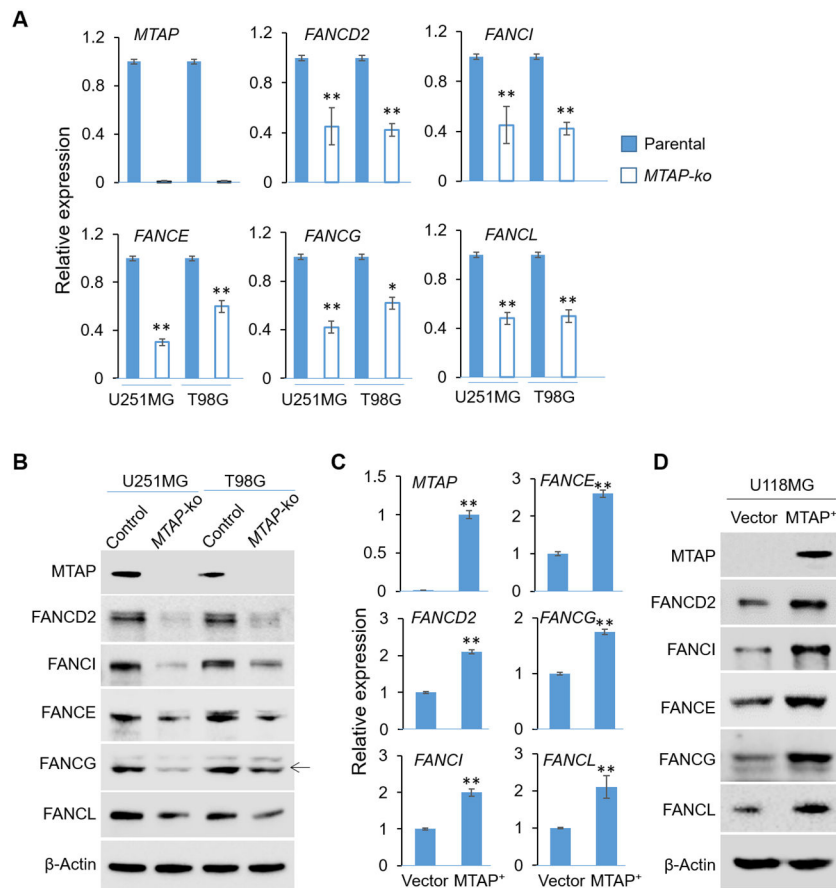 A
MTAP
FANCD2
FANCI
1.2
0.8
0.4
0
1.2
0.8
0.4
0
1.2
0.8
0.4
0
** **
** **
Parental
MTAP-ko
Relative expression
FANCE
FANCG
FANCL
1.2
0.8
0.4
0
1.2
0.8
0.4
0
1.2
0.8
0.4
0
** **
** *
** **
U251MG T98G
U251MG T98G
U251MG T98G
B
U251MG T98G
Control MTAP-ko Control MTAP-ko
MTAP
FANCD2
FANCI
FANCE
FANCG
FANCL
β-Actin
C
Relative expression
MTAP
1.5
1
0.5
0
**
FANCE
3
2
1
0
**
FANCD2
3
2
1
0
**
FANCG
2
1
0
**
FANCI
3
2
1
0
**
FANCL
3
2
1
0
**
Vector MTAP⁺
Vector MTAP⁺
D
U118MG
Vector MTAP⁺
MTAP
FANCD2
FANCI
FANCE
FANCG
FANCL
β-Actin